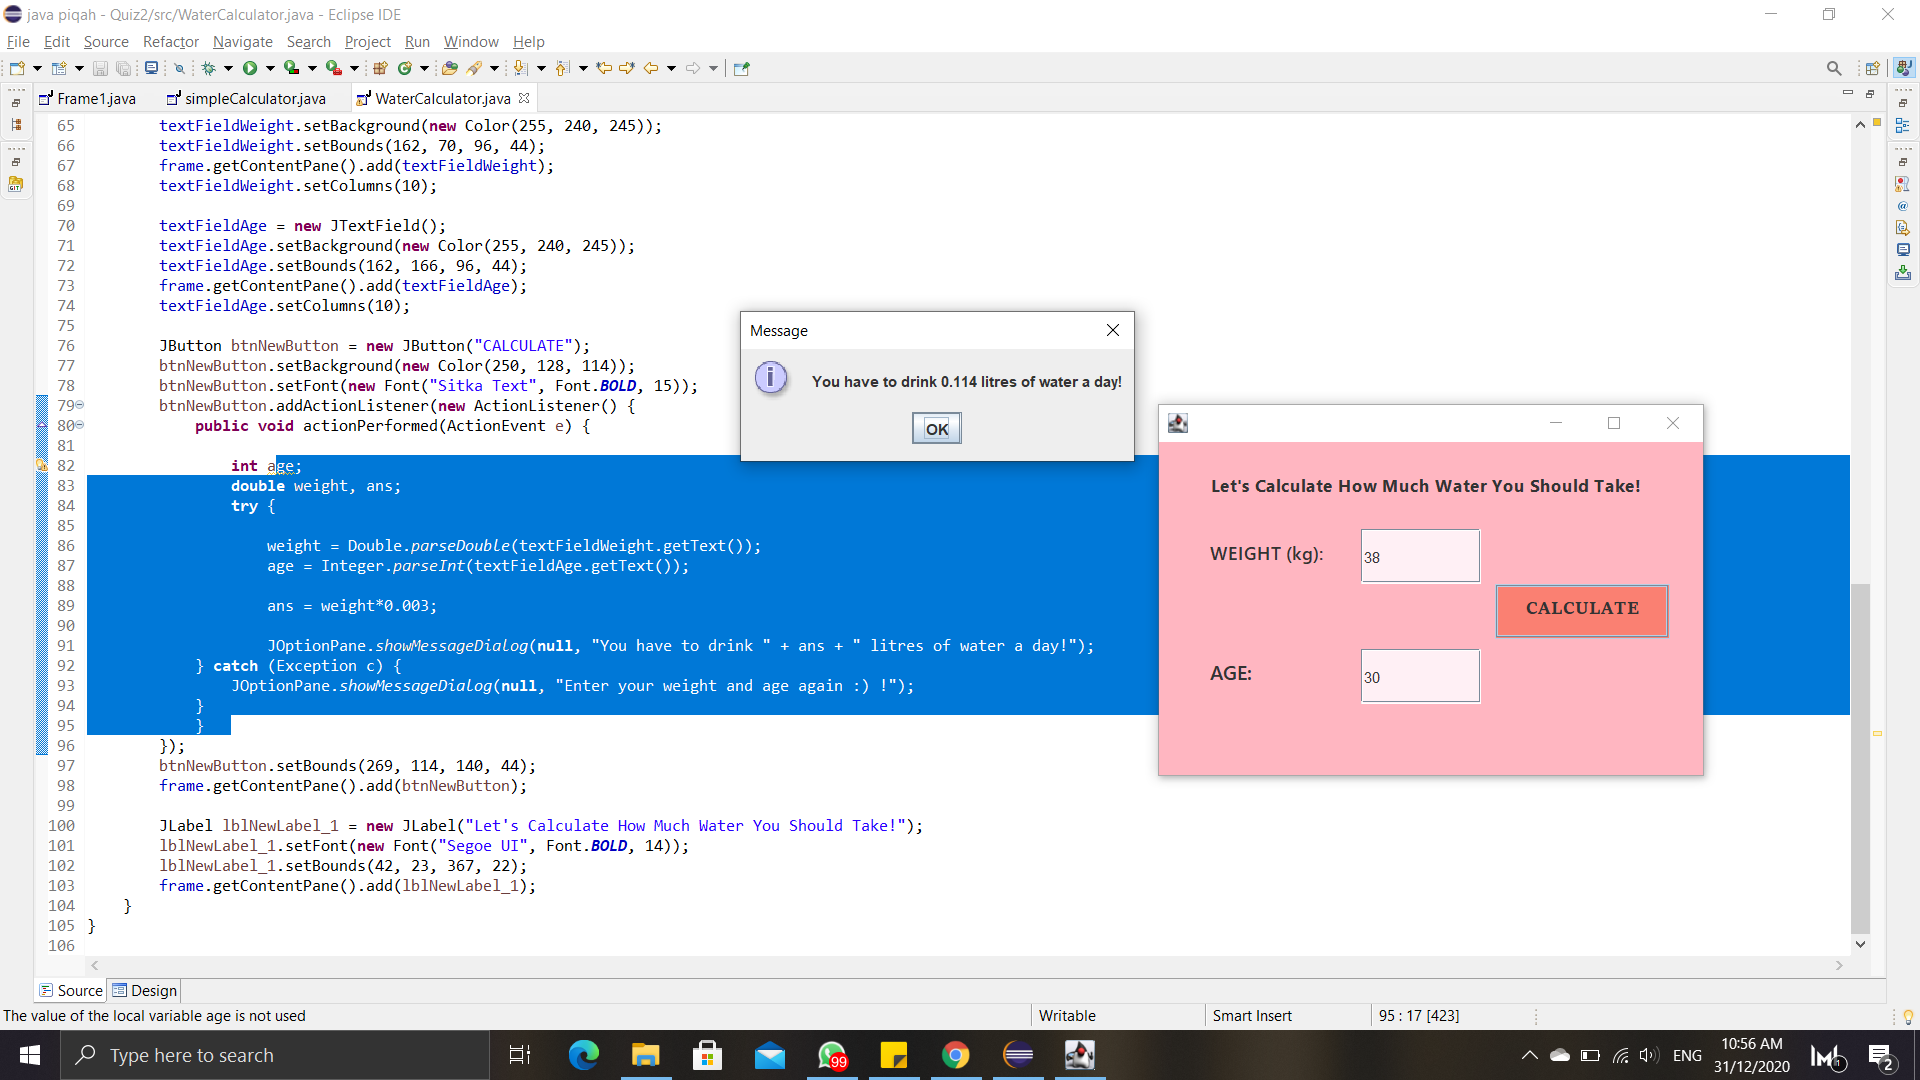 java piqah - Quiz2/src/WaterCalculator.java - Eclipse IDE
File Edit Source Refactor Navigate Search Project Run Window Help
Frame1.java simpleCalculator.java WaterCalculator.java
65 textFieldWeight.setBackground(new Color(255, 240, 245));
66 textFieldWeight.setBounds(162, 70, 96, 44);
67 frame.getContentPane().add(textFieldWeight);
68 textFieldWeight.setColumns(10);
69
70 textFieldAge = new JTextField();
71 textFieldAge.setBackground(new Color(255, 240, 245));
72 textFieldAge.setBounds(162, 166, 96, 44);
73 frame.getContentPane().add(textFieldAge);
74 textFieldAge.setColumns(10);
75
76 JButton btnNewButton = new JButton("CALCULATE");
77 btnNewButton.setBackground(new Color(250, 128, 114));
78 btnNewButton.setFont(new Font("Sitka Text", Font.BOLD, 15));
79 btnNewButton.addActionListener(new ActionListener() {
80 public void actionPerformed(ActionEvent e) {
81
82 int age;
83 double weight, ans;
84 try {
85
86 weight = Double.parseDouble(textFieldWeight.getText());
87 age = Integer.parseInt(textFieldAge.getText());
88
89 ans = weight*0.003;
90
91 JOptionPane.showMessageDialog(null, "You have to drink " + ans + " litres of water a day!");
92 } catch (Exception c) {
93 JOptionPane.showMessageDialog(null, "Enter your weight and age again :) !");
94 }
95 }
96 });
97 btnNewButton.setBounds(269, 114, 140, 44);
98 frame.getContentPane().add(btnNewButton);
99
100 JLabel lblNewLabel_1 = new JLabel("Let's Calculate How Much Water You Should Take!");
101 lblNewLabel_1.setFont(new Font("Segoe UI", Font.BOLD, 14));
102 lblNewLabel_1.setBounds(42, 23, 367, 22);
103 frame.getContentPane().add(lblNewLabel_1);
104 }
105 }
106
Message
You have to drink 0.114 litres of water a day!
OK
Let's Calculate How Much Water You Should Take!
WEIGHT (kg): 38
CALCULATE
AGE: 30
Source Design
The value of the local variable age is not used
Writable
Smart Insert
95 : 17 [423]
Type here to search
99
ENG
10:56 AM
31/12/2020
1
2